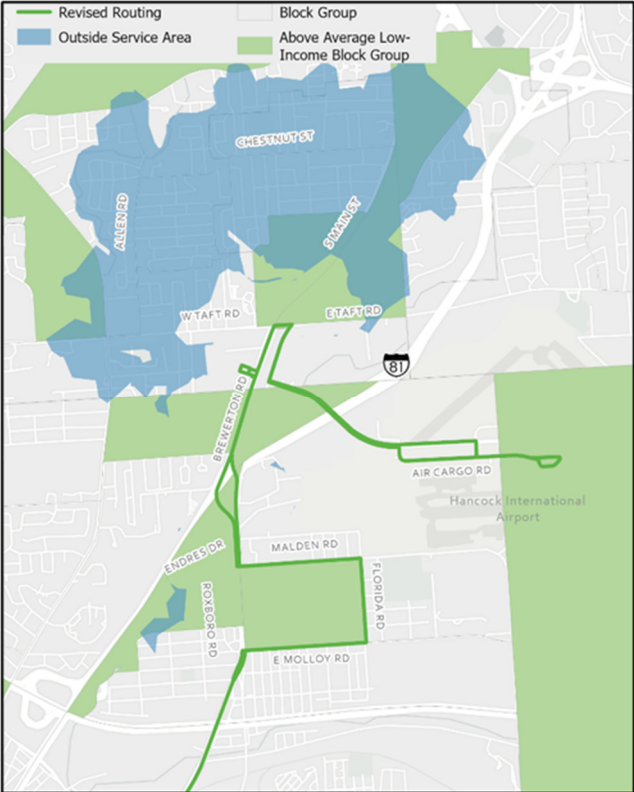 Revised Routing
Block Group
Outside Service Area
Above Average Low-
Income Block Group
CHESTNUT ST
ALLEN RD
S MAIN ST
W TAFT RD
E TAFT RD
81
BREWERTON RD
AIR CARGO RD
Hancock International
Airport
MALDEN RD
ENDRES DR
ROXBORO RD
FLORIDA RD
E MOLLOY RD